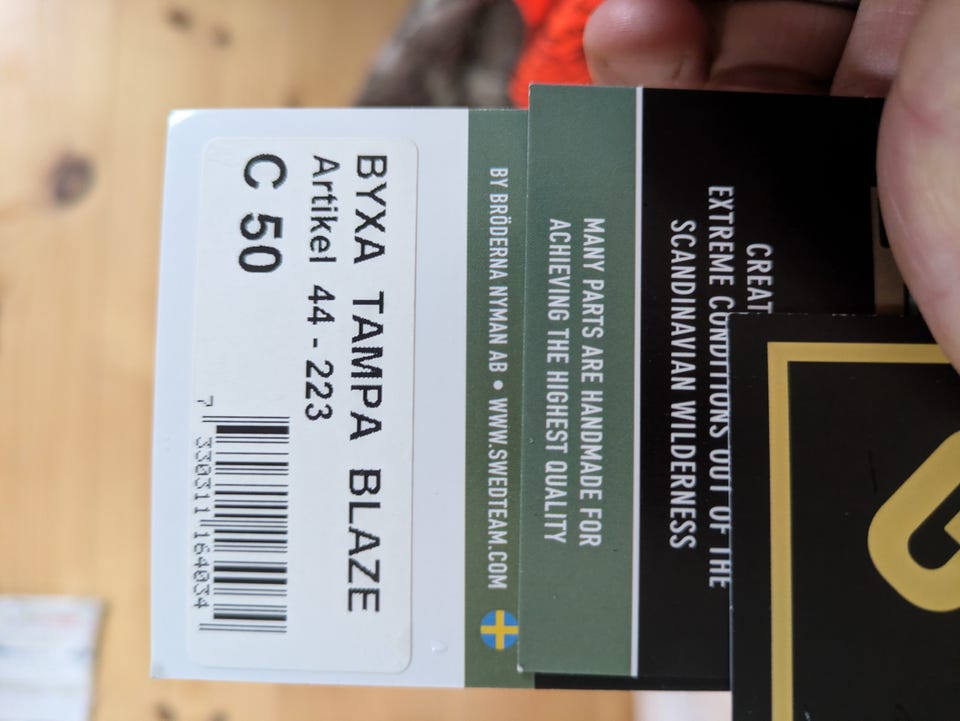 CREAT
EXTREME CONDITIONS OUT OF THE
SCANDINAVIAN WILDERNESS
MANY PARTS ARE HANDMADE FOR
ACHIEVING THE HIGHEST QUALITY
BY BRÖDERNA NYMAN AB • WWW.SWEDTEAM.COM
BYXA TAMPA BLAZE
Artikel 44 - 223
C 50
7 330311 164034